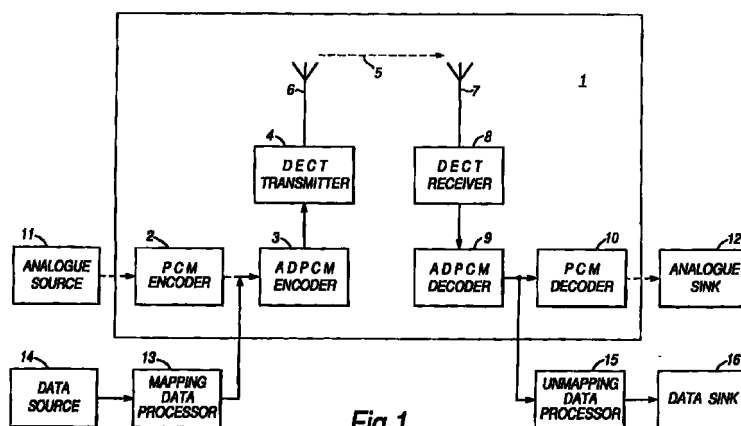 1
5
6
7
4
DECT
TRANSMITTER
8
DECT
RECEIVER
11
ANALOGUE
SOURCE
2
PCM
ENCODER
3
ADPCM
ENCODER
9
ADPCM
DECODER
10
PCM
DECODER
12
ANALOGUE
SINK
14
DATA
SOURCE
13
MAPPING
DATA
PROCESSOR
15
UNMAPPING
DATA
PROCESSOR
16
DATA SINK
Fig.1